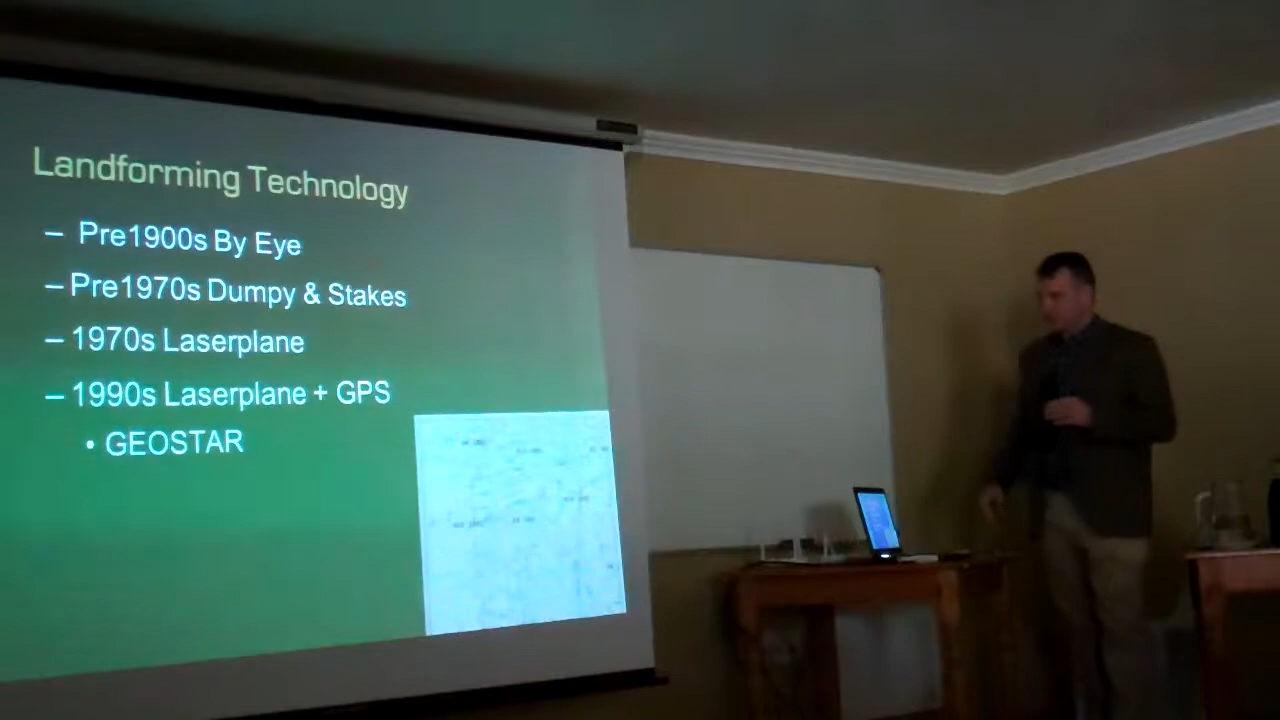 Landforming Technology
– Pre1900s By Eye
– Pre1970s Dumpy & Stakes
– 1970s Laserplane
– 1990s Laserplane + GPS
• GEOSTAR